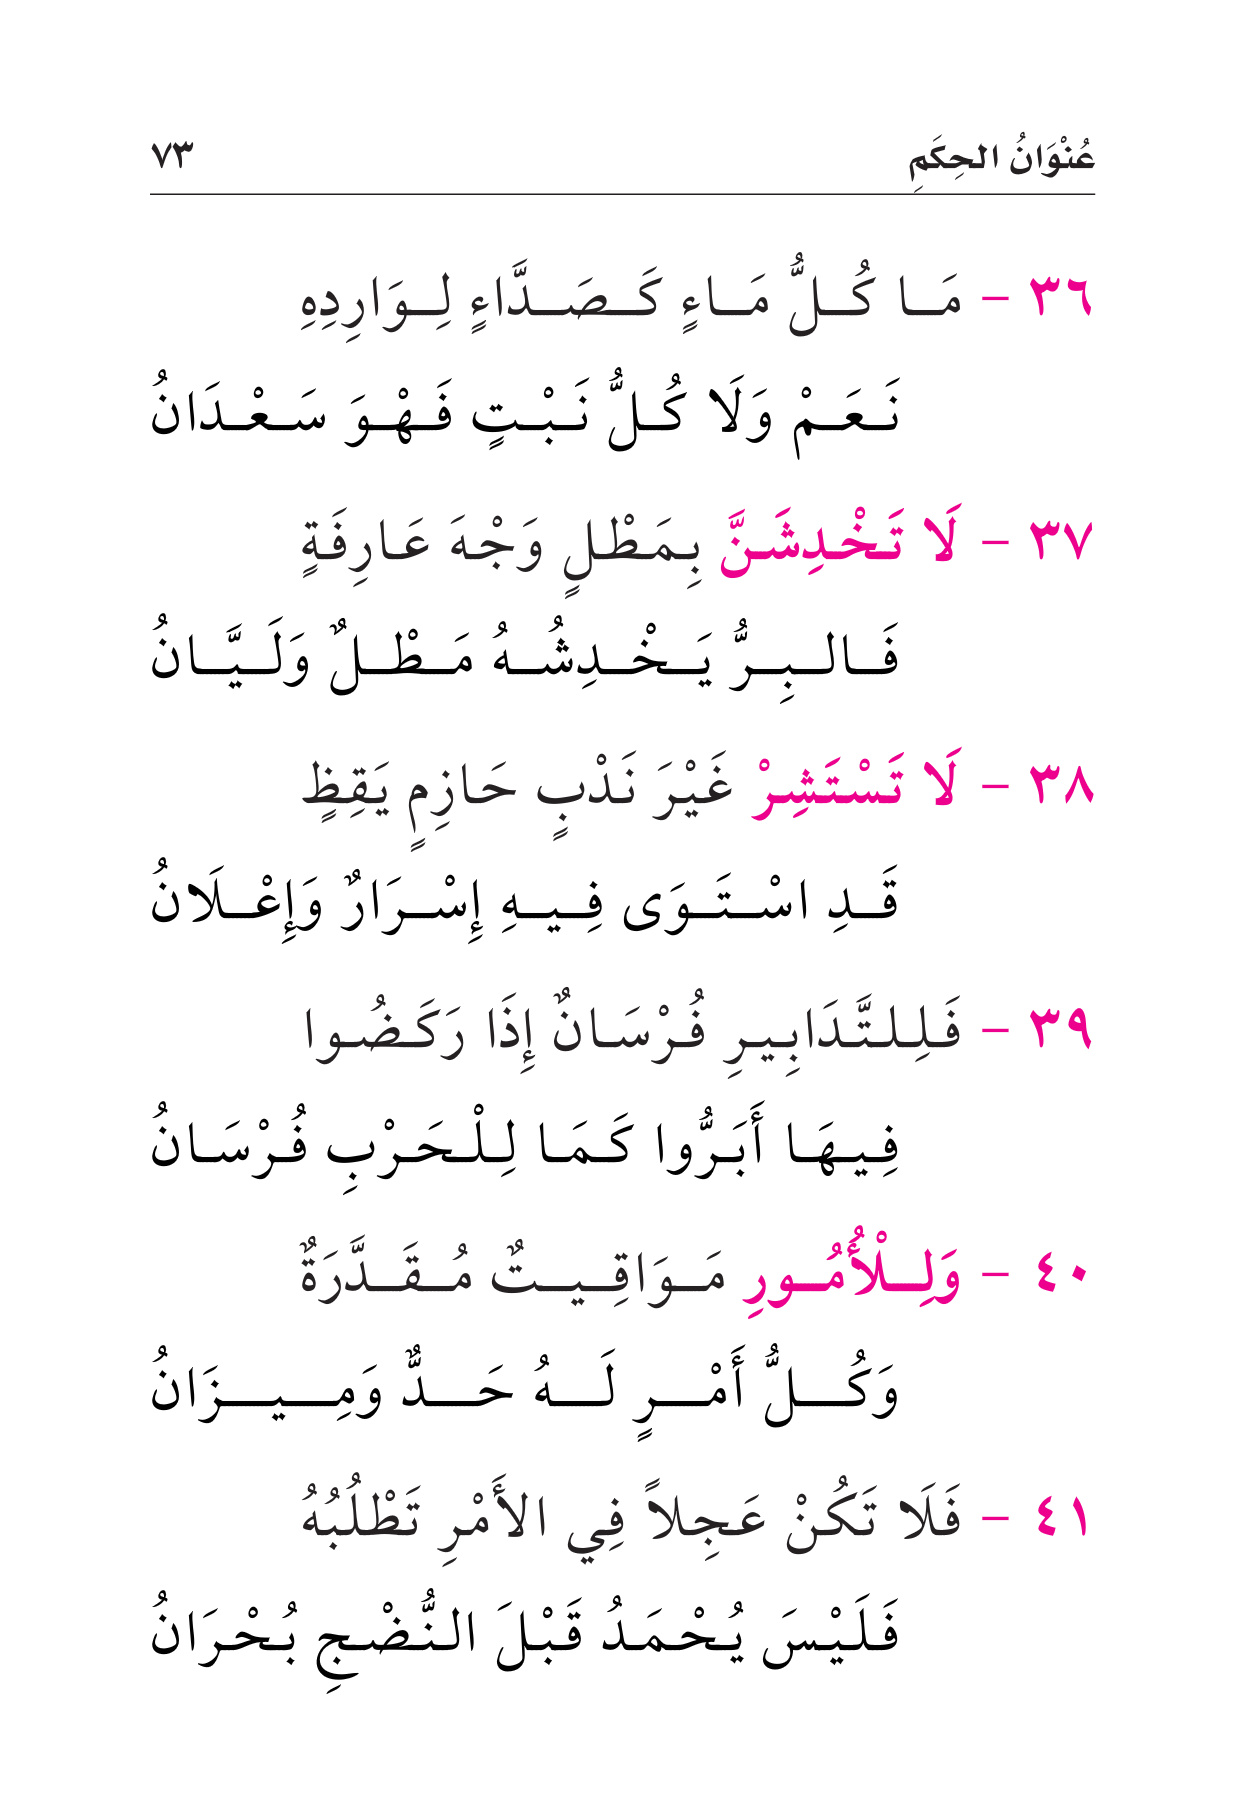 عُنْوَانُ الحِكَمِ ٧٣
٣٦ - مَا كُلُّ مَاءٍ كَصَدَّاءٍ لِوَارِدِهِ
نَعَمْ وَلَا كُلُّ نَبْتٍ فَهْوَ سَعْدَانُ
٣٧ - لَا تَخْدِشَنَّ بِمَطْلٍ وَجْهَ عَارِفَةٍ
فَالبِرُّ يَخْدِشُهُ مَطْلٌ وَلَيَّانُ
٣٨ - لَا تَسْتَشِرْ غَيْرَ نَدْبٍ حَازِمٍ يَقِظٍ
قَدِ اسْتَوَى فِيهِ إِسْرَارٌ وَإِعْلَانُ
٣٩ - فَلِلتَّدَابِيرِ فُرْسَانٌ إِذَا رَكَضُوا
فِيهَا أَبَرُّوا كَمَا لِلْحَرْبِ فُرْسَانُ
٤٠ - وَلِلْأُمُورِ مَوَاقِيتٌ مُقَدَّرَةٌ
وَكُلُّ أَمْرٍ لَهُ حَدٌّ وَمِيزَانُ
٤١ - فَلَا تَكُنْ عَجِلاً فِي الأَمْرِ تَطْلُبُهُ
فَلَيْسَ يُحْمَدُ قَبْلَ النُّضْجِ بُحْرَانُ